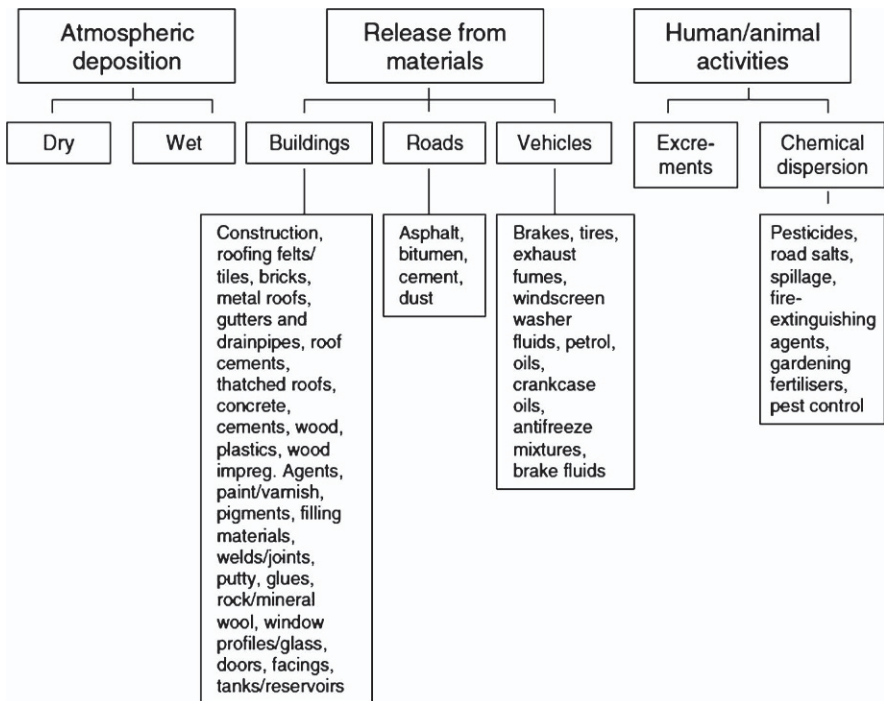 Atmospheric
deposition
Release from
materials
Human/animal
activities
Dry
Wet
Buildings
Roads
Vehicles
Excre-
ments
Chemical
dispersion
Construction,
roofing felts/
tiles, bricks,
metal roofs,
gutters and
drainpipes, roof
cements,
thatched roofs,
concrete,
cements, wood,
plastics, wood
impreg. Agents,
paint/varnish,
pigments, filling
materials,
welds/joints,
putty, glues,
rock/mineral
wool, window
profiles/glass,
doors, facings,
tanks/reservoirs
Asphalt,
bitumen,
cement,
dust
Brakes, tires,
exhaust
fumes,
windscreen
washer
fluids, petrol,
oils,
crankcase
oils,
antifreeze
mixtures,
brake fluids
Pesticides,
road salts,
spillage,
fire-
extinguishing
agents,
gardening
fertilisers,
pest control